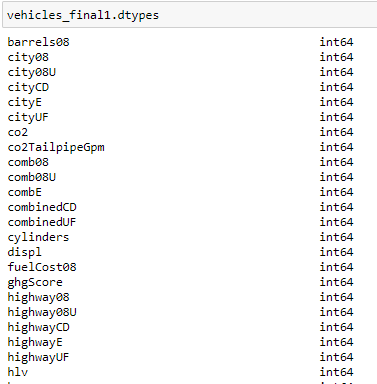 vehicles_final1.dtypes
barrels08 int64
city08 int64
city08U int64
cityCD int64
cityE int64
cityUF int64
co2 int64
co2TailpipeGpm int64
comb08 int64
comb08U int64
combE int64
combinedCD int64
combinedUF int64
cylinders int64
displ int64
fuelCost08 int64
ghgScore int64
highway08 int64
highway08U int64
highwayCD int64
highwayE int64
highwayUF int64
hlv int64